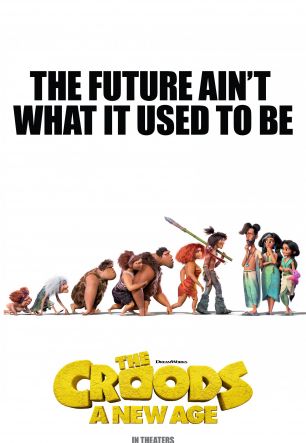 THE FUTURE AIN'T
WHAT IT USED TO BE
DREAMWORKS
THE
CROODS
A NEW AGE
IN THEATERS